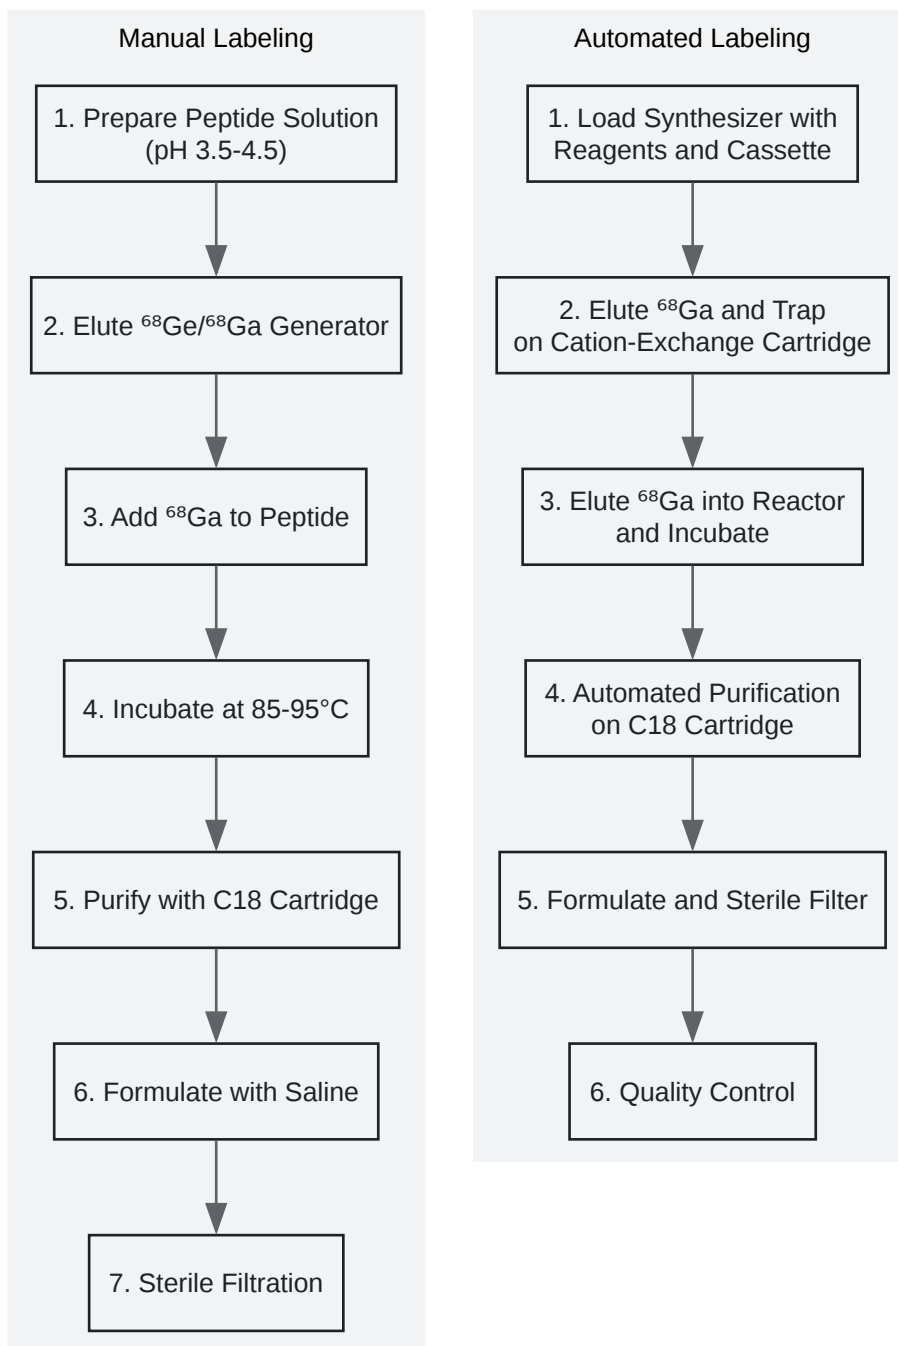 Manual Labeling
1. Prepare Peptide Solution
(pH 3.5-4.5)
2. Elute ⁶⁸Ge/⁶⁸Ga Generator
3. Add ⁶⁸Ga to Peptide
4. Incubate at 85-95°C
5. Purify with C18 Cartridge
6. Formulate with Saline
7. Sterile Filtration
Automated Labeling
1. Load Synthesizer with
Reagents and Cassette
2. Elute ⁶⁸Ga and Trap
on Cation-Exchange Cartridge
3. Elute ⁶⁸Ga into Reactor
and Incubate
4. Automated Purification
on C18 Cartridge
5. Formulate and Sterile Filter
6. Quality Control